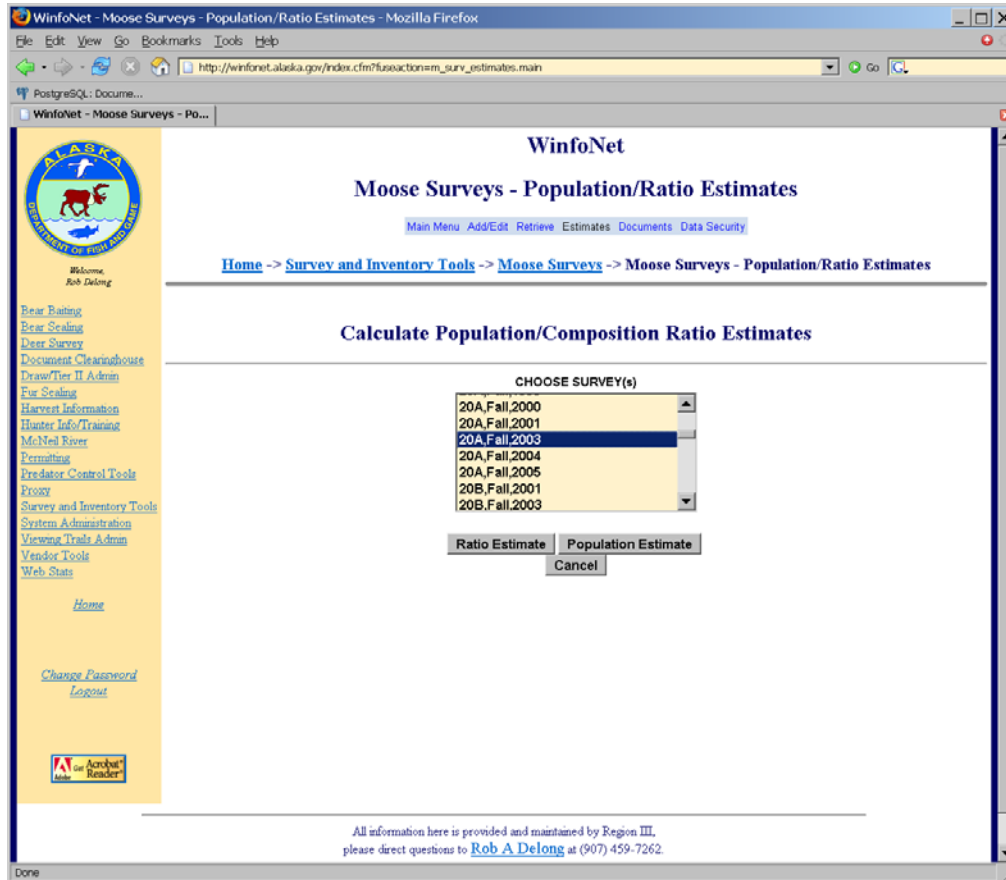 WinfoNet - Moose Surveys - Population/Ratio Estimates - Mozilla Firefox
File Edit View Go Bookmarks Tools Help
http://winfonet.alaska.gov/index.cfm?fuseaction=m_surv_estimates.main
Go
G.
PostgreSQL: Docume...
WinfoNet - Moose Surveys - Po...
ALASKA
DEPARTMENT OF FISH AND GAME
Welcome,
Rob Delong
Bear Baiting
Bear Sealing
Deer Survey
Document Clearinghouse
Draw/Tier II Admin
Fur Sealing
Harvest Information
Hunter Info/Training
McNeil River
Permitting
Predator Control Tools
Proxy
Survey and Inventory Tools
System Administration
Viewing Trails Admin
Vendor Tools
Web Stats
Home
Change Password
Logout
Adobe
Get Acrobat®
Reader®
WinfoNet
Moose Surveys - Population/Ratio Estimates
Main Menu Add/Edit Retrieve Estimates Documents Data Security
Home -> Survey and Inventory Tools -> Moose Surveys -> Moose Surveys - Population/Ratio Estimates
Calculate Population/Composition Ratio Estimates
CHOOSE SURVEY(s)
20A,Fall,2000
20A,Fall,2001
20A,Fall,2003
20A,Fall,2004
20A,Fall,2005
20B,Fall,2001
20B,Fall,2003
Ratio Estimate Population Estimate
Cancel
All information here is provided and maintained by Region III,
please direct questions to Rob A Delong at (907) 459-7262.
Done